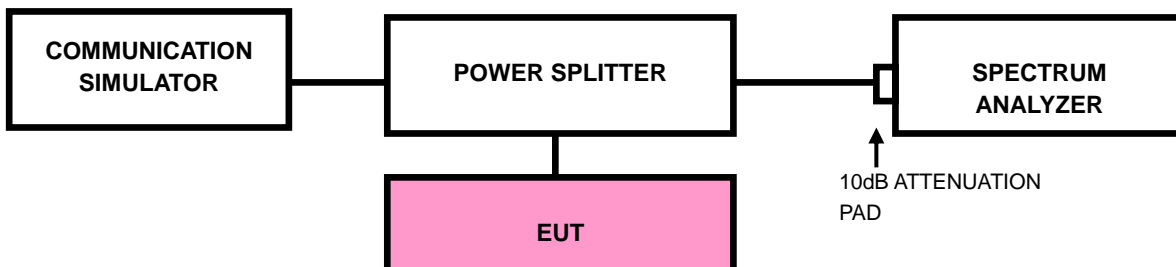 COMMUNICATION
SIMULATOR
POWER SPLITTER
SPECTRUM
ANALYZER
10dB ATTENUATION
PAD
EUT